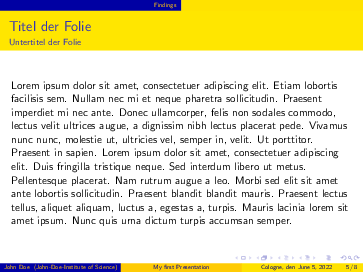 Findings
Titel der Folie
Untertitel der Folie
Lorem ipsum dolor sit amet, consectetuer adipiscing elit. Etiam lobortis
facilisis sem. Nullam nec mi et neque pharetra sollicitudin. Praesent
imperdiet mi nec ante. Donec ullamcorper, felis non sodales commodo,
lectus velit ultrices augue, a dignissim nibh lectus placerat pede. Vivamus
nunc nunc, molestie ut, ultricies vel, semper in, velit. Ut porttitor.
Praesent in sapien. Lorem ipsum dolor sit amet, consectetuer adipiscing
elit. Duis fringilla tristique neque. Sed interdum libero ut metus.
Pellentesque placerat. Nam rutrum augue a leo. Morbi sed elit sit amet
ante lobortis sollicitudin. Praesent blandit blandit mauris. Praesent lectus
tellus, aliquet aliquam, luctus a, egestas a, turpis. Mauris lacinia lorem sit
amet ipsum. Nunc quis urna dictum turpis accumsan semper.
John Doe (John-Doe-Institute of Science) My first Presentation Cologne, den June 5, 2022 5 / 8